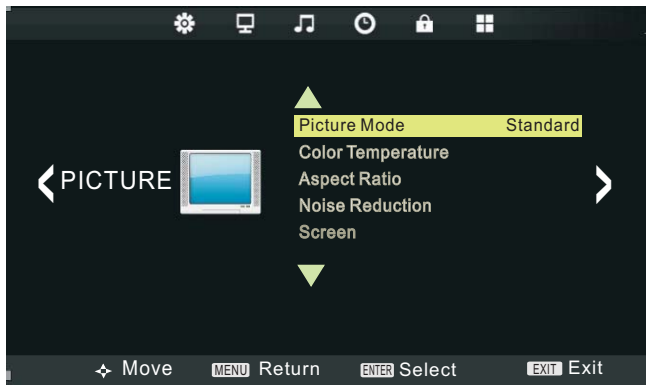 Picture Mode Standard
Color Temperature
PICTURE
Aspect Ratio
Noise Reduction
Screen
Move MENU Return ENTER Select EXIT Exit